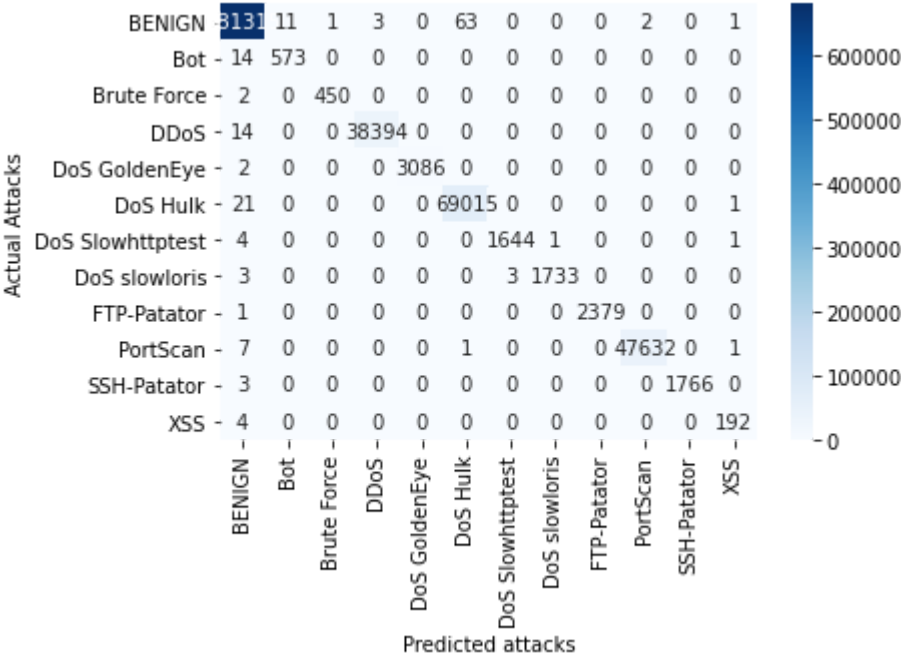 BENIGN 11 1 3 0 63 0 0 0 2 0 1
Bot 14 573 0 0 0 0 0 0 0 0 0 0
Brute Force 2 0 450 0 0 0 0 0 0 0 0 0
DDoS 14 0 0 38394 0 0 0 0 0 0 0 0
DoS GoldenEye 2 0 0 0 3086 0 0 0 0 0 0 0
DoS Hulk 21 0 0 0 0 69015 0 0 0 0 0 1
DoS Slowhttptest 4 0 0 0 0 0 1644 1 0 0 0 1
DoS slowloris 3 0 0 0 0 0 3 1733 0 0 0 0
FTP-Patator 1 0 0 0 0 0 0 0 2379 0 0 0
PortScan 7 0 0 0 0 1 0 0 0 47632 0 1
SSH-Patator 3 0 0 0 0 0 0 0 0 0 1766 0
XSS 4 0 0 0 0 0 0 0 0 0 0 192
Actual Attacks
BENIGN
Bot
Brute Force
DDoS
DoS GoldenEye
DoS Hulk
DoS Slowhttptest
DoS slowloris
FTP-Patator
PortScan
SSH-Patator
XSS
Predicted attacks
600000
500000
400000
300000
200000
100000
0